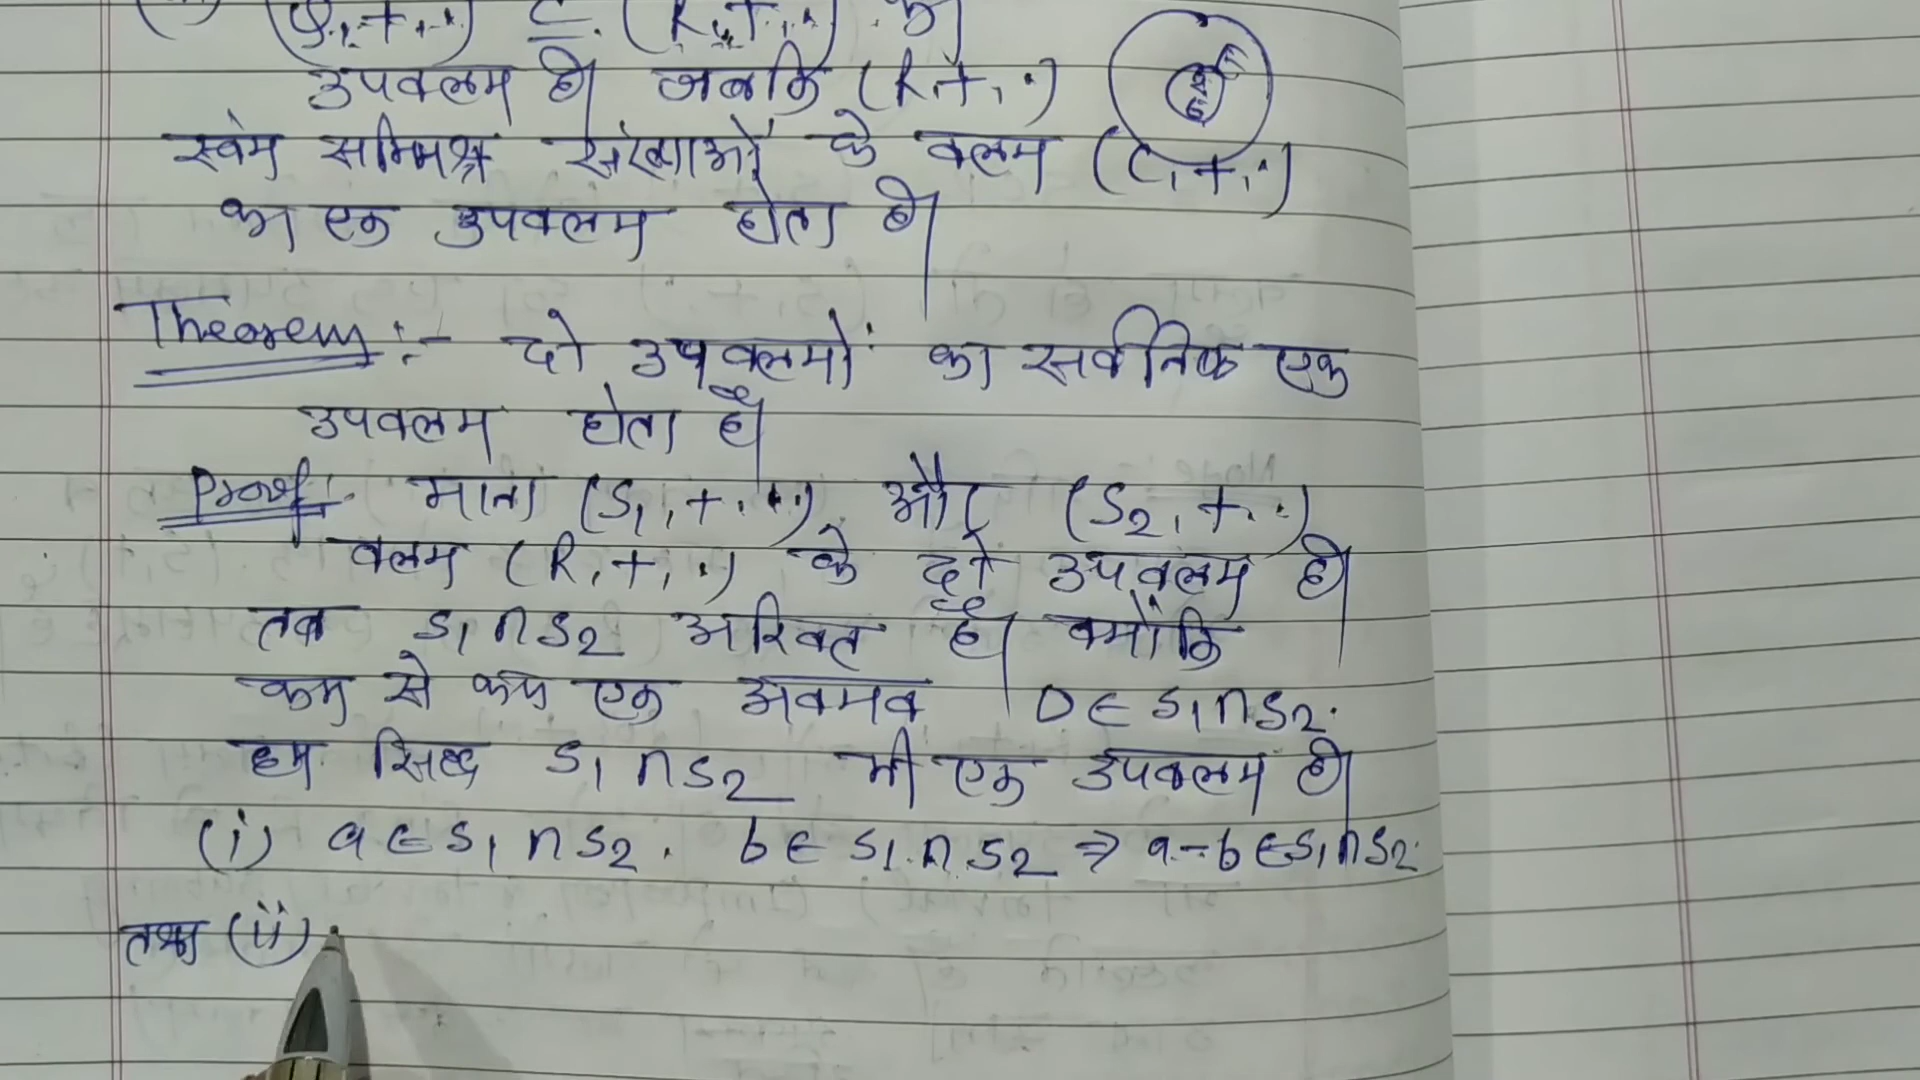 (Q, +, ·) ⊆ (R, +, ·) का
उपवलय है। जबकि (R, +, ·)
स्वयं सम्मिश्र संख्याओं के वलय (C, +, ·)
का एक उपवलय होता है।
Theorem :- दो उपवलयों का सर्वनिष्ठ एक
उपवलय होता है।
Proof:- माना (S₁, +, ·) और (S₂, +, ·)
वलय (R, +, ·) के दो उपवलय है।
तब S₁∩S₂ अरिक्त है। क्योंकि
कम से कम एक अवयव 0∈S₁∩S₂.
हम सिद्ध S₁∩S₂ भी एक उपवलय है।
(i) a∈S₁∩S₂. b∈S₁∩S₂ ⇒ a-b∈S₁∩S₂.
तथा (ii)